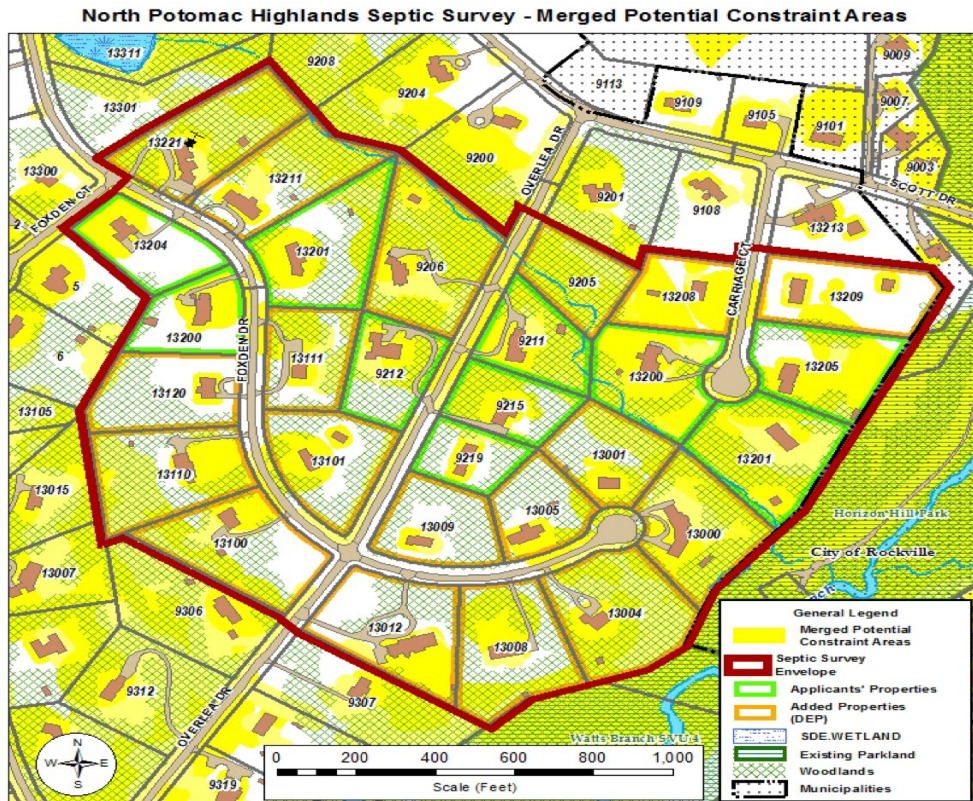 North Potomac Highlands Septic Survey - Merged Potential Constraint Areas
13311
9208
9204
9113
9009
13301
9109
9105
9101
9007
13221
9200
OVERLEA DR
9003
13300
FOXDEN CT
13211
9201
9108
SCOTT DR
2
13204
13201
9206
CARRIAGE CT
13213
5
9205
13208
13209
13200
FOXDEN DR
13111
9212
9211
13200
13205
6
13120
9215
13105
13101
9219
13001
13201
13110
13015
13005
Horizon Hill Park
13009
13000
13100
City of Rockville
13007
9306
13012
13004
13008
9312
9307
OVERLEA DR
9319
Watts Branch SVU 4
N
W E
S
0 200 400 600 800 1,000
Scale (Feet)
General Legend
Merged Potential
Constraint Areas
Septic Survey
Envelope
Applicants' Properties
Added Properties
(DEP)
SDE.WETLAND
Existing Parkland
Woodlands
Municipalities